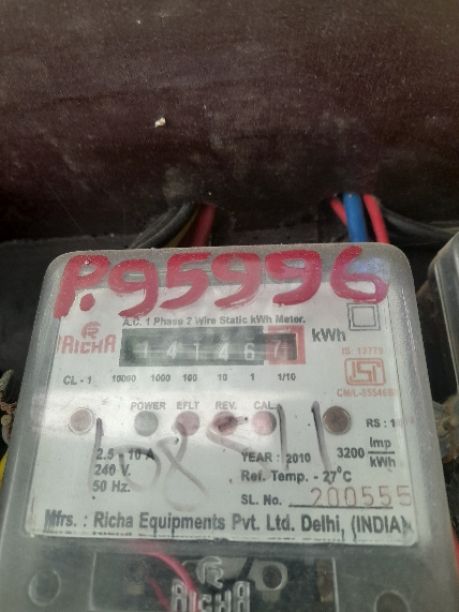 P.95996
A.C. 1 Phase 2 Wire Static kWh Meter.
RICHA
14146
kWh
IS: 13779
CL - 1 10000 1000 100 10 1 1/10
POWER EFLT REV. CAL
2.5 - 10 A
YEAR : 2010
3200 Imp/kWh
240 V.
Ref. Temp. - 27°C
50 Hz.
SL. No. 200555
Mfrs. : Richa Equipments Pvt. Ltd. Delhi, (INDIA)
RICHA